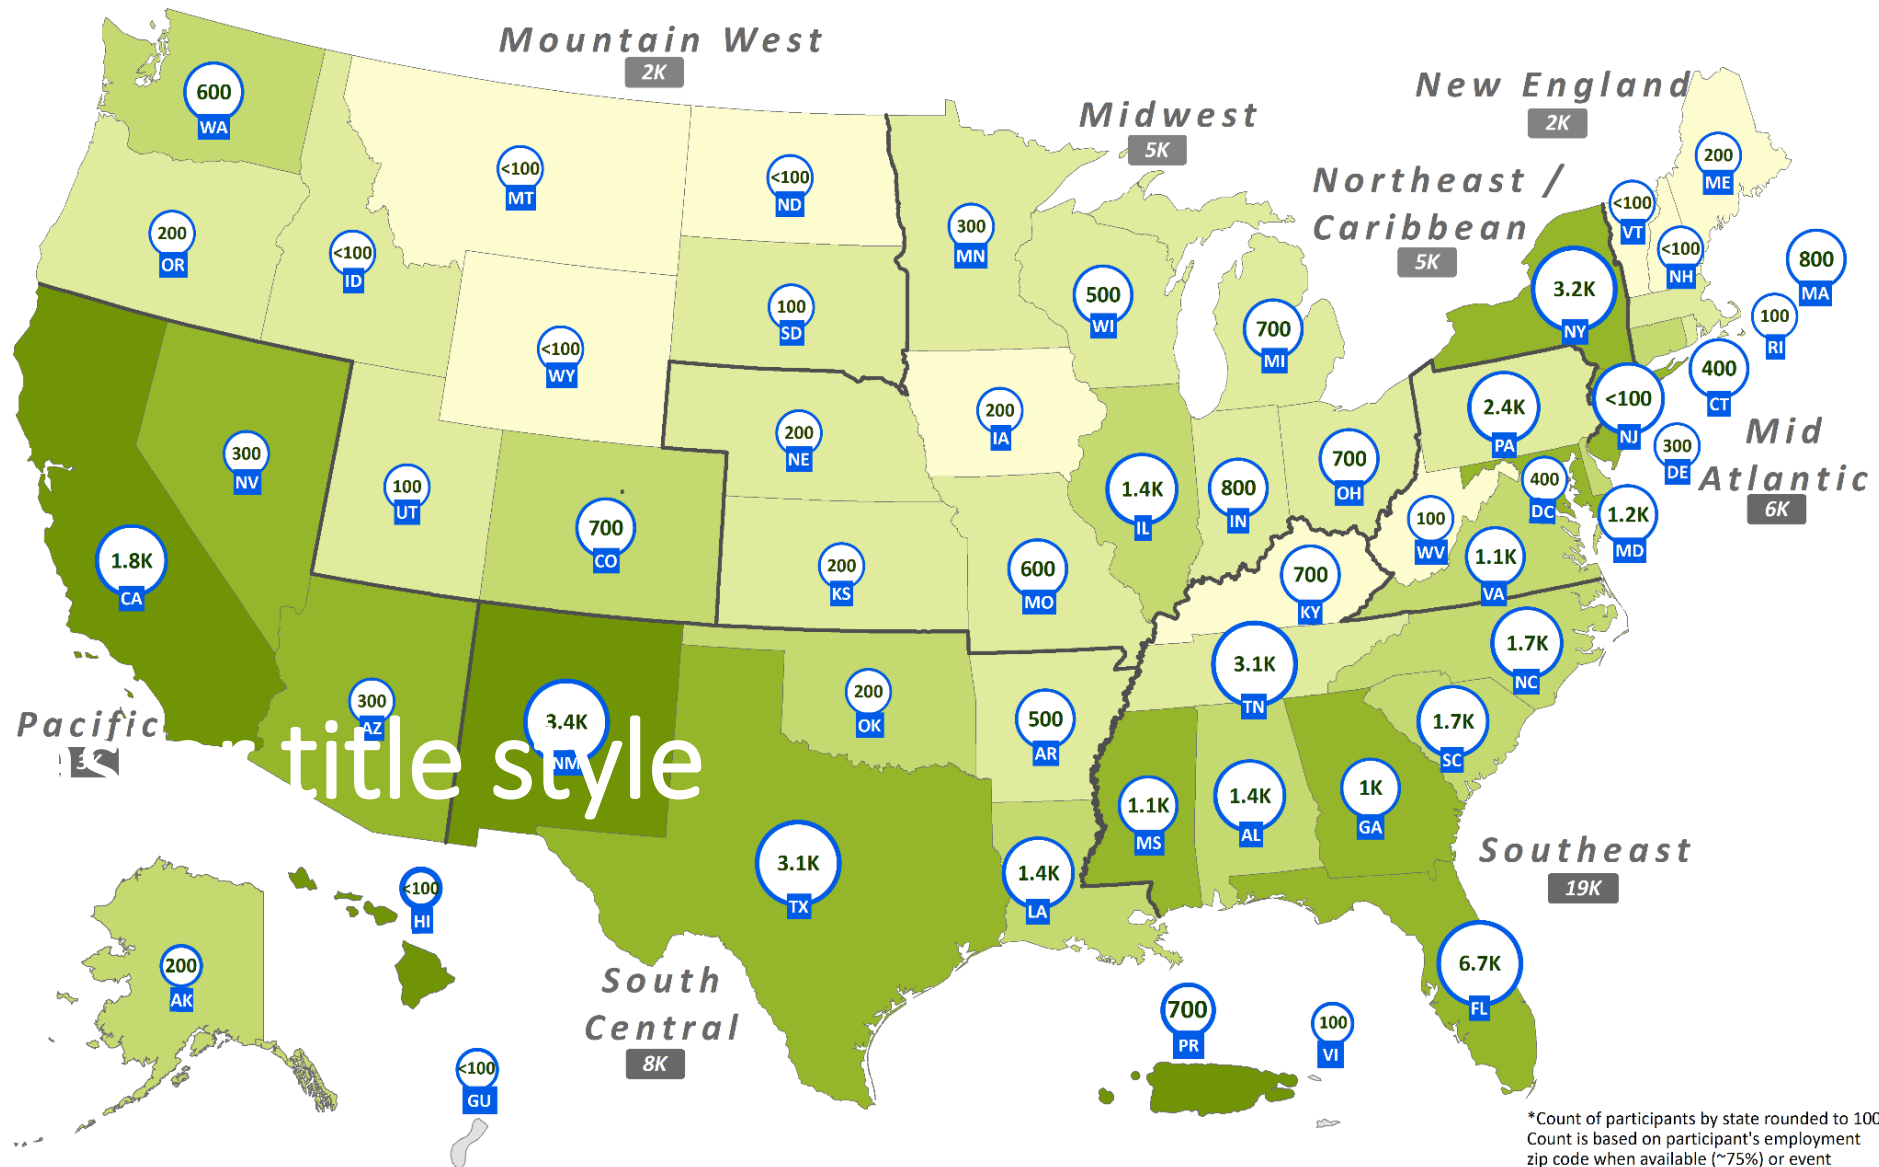 Mountain West
2K
Midwest
5K
New England
2K
Northeast /
Caribbean
5K
600
WA
<100
MT
<100
ND
200
ME
<100
VT
<100
NH
800
MA
200
OR
<100
ID
300
MN
100
SD
500
WI
700
MI
3.2K
NY
100
RI
<100
WY
400
CT
200
IA
2.4K
PA
<100
NJ
300
DE
Mid
Atlantic
6K
300
NV
200
NE
100
UT
700
CO
1.4K
IL
800
IN
700
OH
400
DC
1.2K
MD
100
WV
1.1K
VA
1.8K
CA
200
KS
600
MO
700
KY
3.1K
TN
1.7K
NC
300
AZ
3.4K
NM
200
OK
500
AR
1.7K
SC
Pacific
title style
1.1K
MS
1.4K
AL
1K
GA
3.1K
TX
1.4K
LA
Southeast
19K
<100
HI
200
AK
South
Central
8K
6.7K
FL
700
PR
100
VI
<100
GU
*Count of participants by state rounded to 100
Count is based on participant's employment
zip code when available (~75%) or event